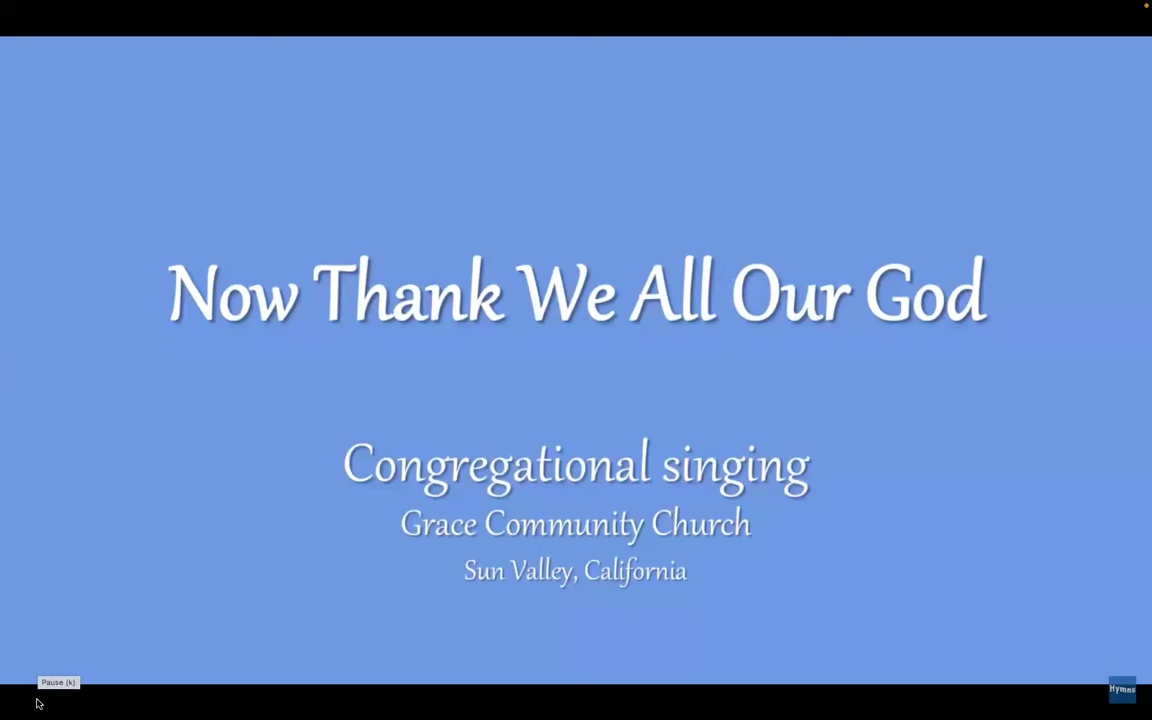 Now Thank We All Our God
Congregational singing
Grace Community Church
Sun Valley, California
Pause (k)
Hymns